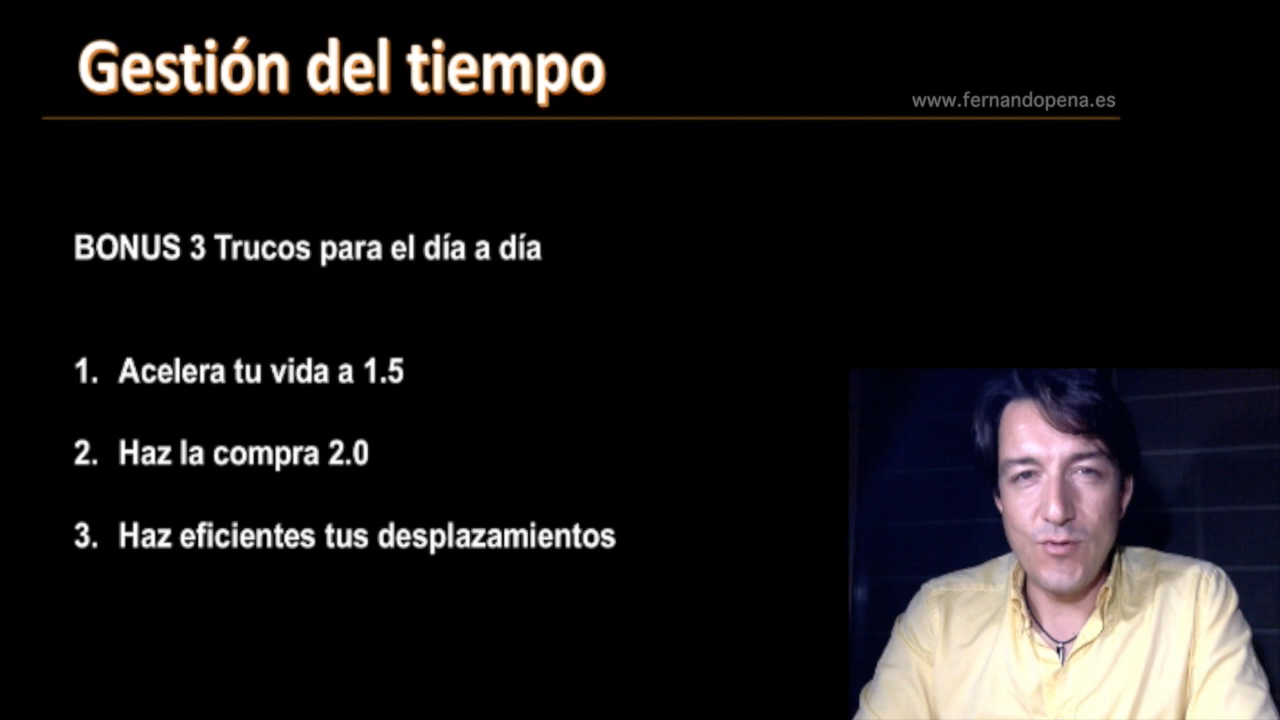 Gestión del tiempo
www.fernandopena.es
BONUS 3 Trucos para el día a día
1. Acelera tu vida a 1.5
2. Haz la compra 2.0
3. Haz eficientes tus desplazamientos